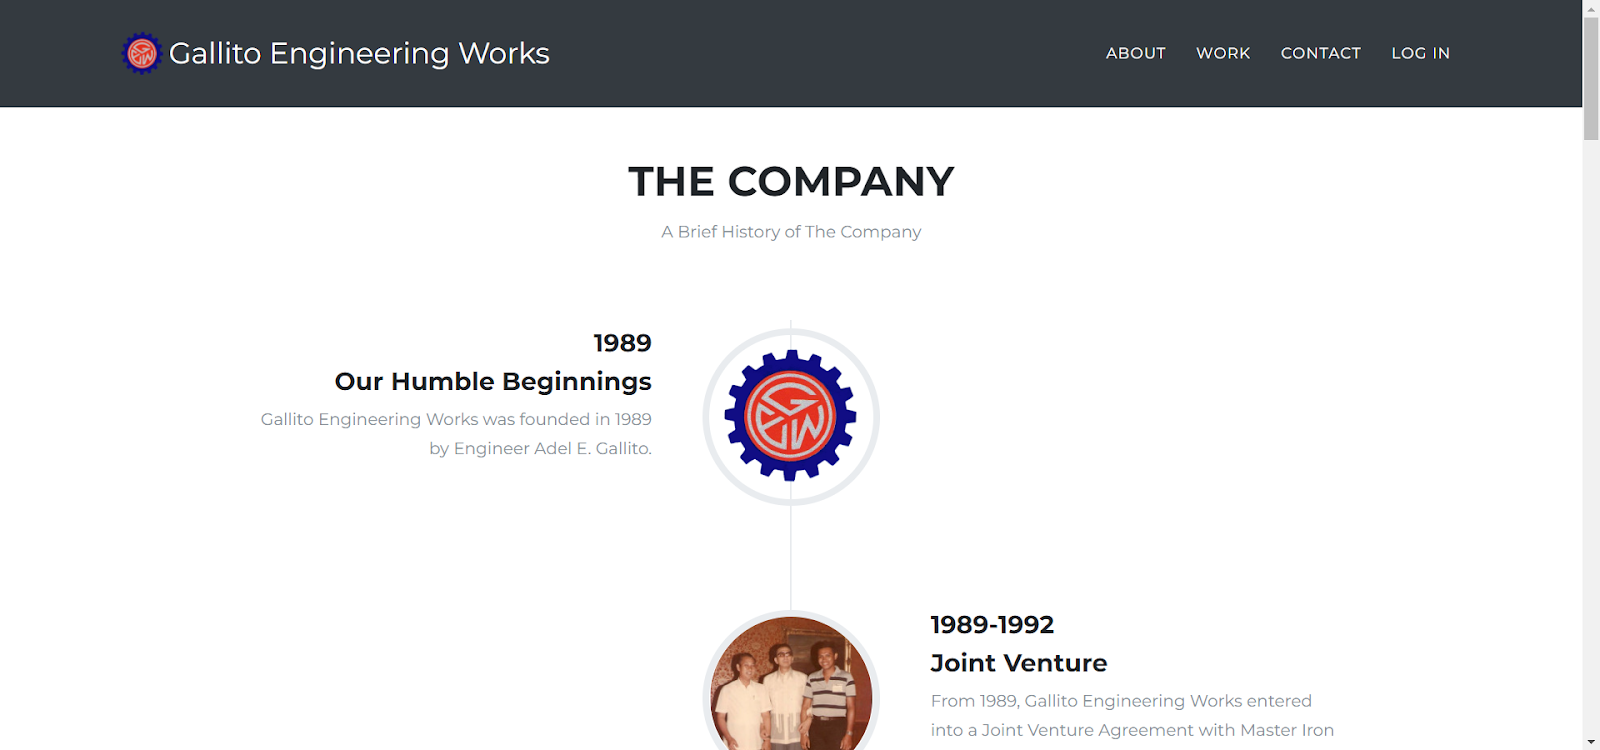 Gallito Engineering Works
ABOUT WORK CONTACT LOG IN
THE COMPANY
A Brief History of The Company
1989
Our Humble Beginnings
Gallito Engineering Works was founded in 1989
by Engineer Adel E. Gallito.
GEW
1989-1992
Joint Venture
From 1989, Gallito Engineering Works entered
into a Joint Venture Agreement with Master Iron